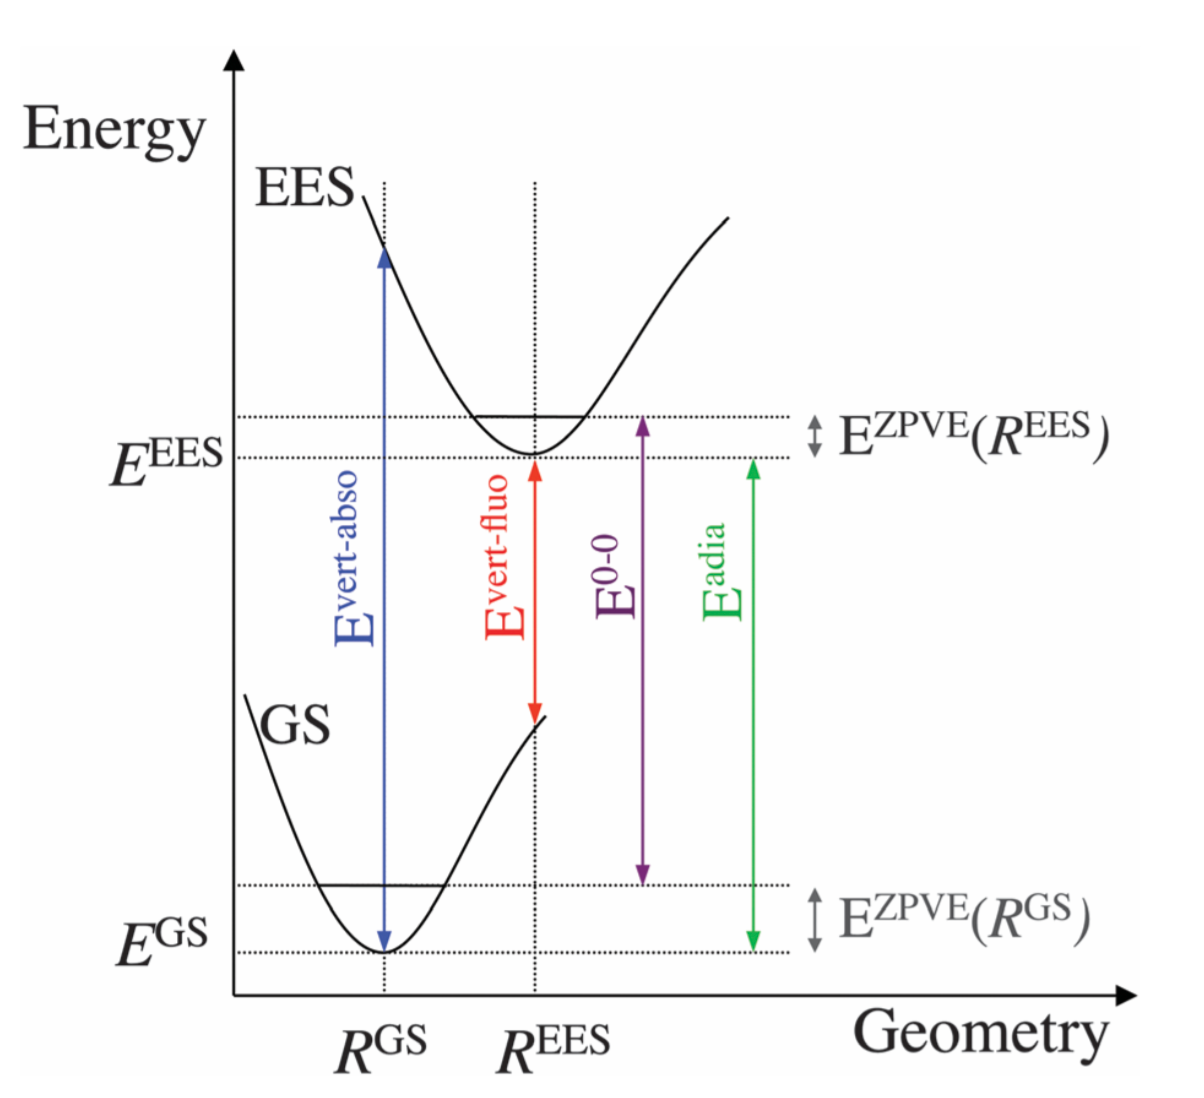 Energy
EES
E^EES
E^ZPVE(R^EES)
E^vert-abso
E^vert-fluo
E^0-0
E^adia
GS
E^GS
E^ZPVE(R^GS)
R^GS
R^EES
Geometry